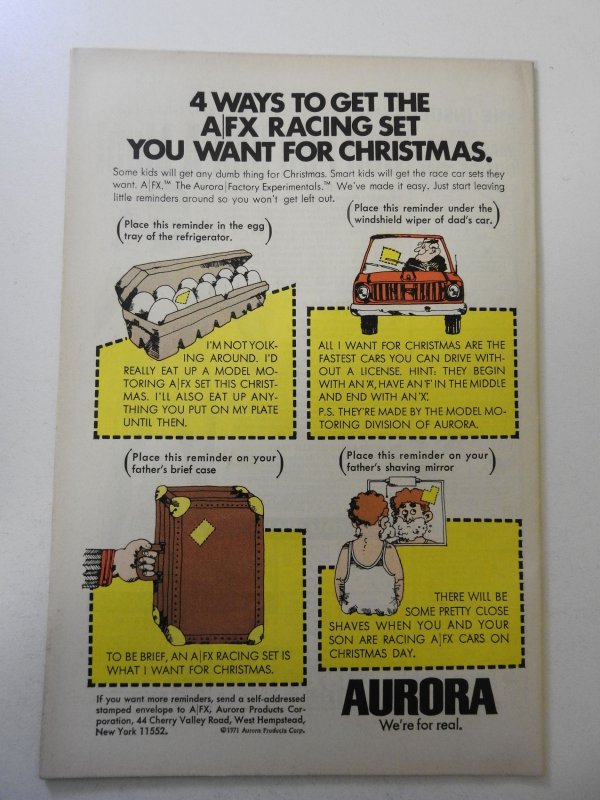 4 WAYS TO GET THE
A|FX RACING SET
YOU WANT FOR CHRISTMAS.
Some kids will get any dumb thing for Christmas. Smart kids will get the race car sets they
want. A|FX.™ The Aurora|Factory Experimentals.™ We've made it easy. Just start leaving
little reminders around so you won't get left out.
(Place this reminder in the egg
tray of the refrigerator.)
(Place this reminder under the
windshield wiper of dad's car.)
I'M NOT YOLK-
ING AROUND. I'D
REALLY EAT UP A MODEL MO-
TORING A|FX SET THIS CHRIST-
MAS. I'LL ALSO EAT UP ANY-
THING YOU PUT ON MY PLATE
UNTIL THEN.
ALL I WANT FOR CHRISTMAS ARE THE
FASTEST CARS YOU CAN DRIVE WITH-
OUT A LICENSE. HINT: THEY BEGIN
WITH AN 'A', HAVE AN 'F' IN THE MIDDLE
AND END WITH AN 'X'.
P.S. THEY'RE MADE BY THE MODEL MO-
TORING DIVISION OF AURORA.
(Place this reminder on your
father's brief case)
(Place this reminder on your
father's shaving mirror)
TO BE BRIEF, AN A|FX RACING SET IS
WHAT I WANT FOR CHRISTMAS.
THERE WILL BE
SOME PRETTY CLOSE
SHAVES WHEN YOU AND YOUR
SON ARE RACING A|FX CARS ON
CHRISTMAS DAY.
If you want more reminders, send a self-addressed
stamped envelope to A|FX, Aurora Products Cor-
poration, 44 Cherry Valley Road, West Hempstead,
New York 11552.
©1971 Aurora Products Corp.
AURORA
We're for real.